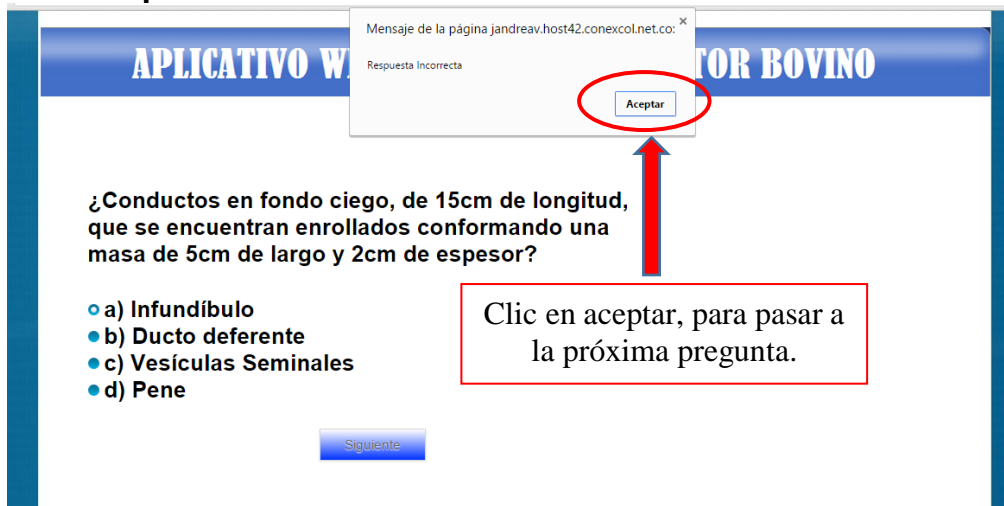 Mensaje de la página jandreav.host42.conexcol.net.co: ×
APLICATIVO TOR BOVINO
Respuesta Incorrecta
Aceptar
¿Conductos en fondo ciego, de 15cm de longitud,
que se encuentran enrollados conformando una
masa de 5cm de largo y 2cm de espesor?
a) Infundíbulo
b) Ducto deferente
c) Vesículas Seminales
d) Pene
Clic en aceptar, para pasar a
la próxima pregunta.
Siguiente